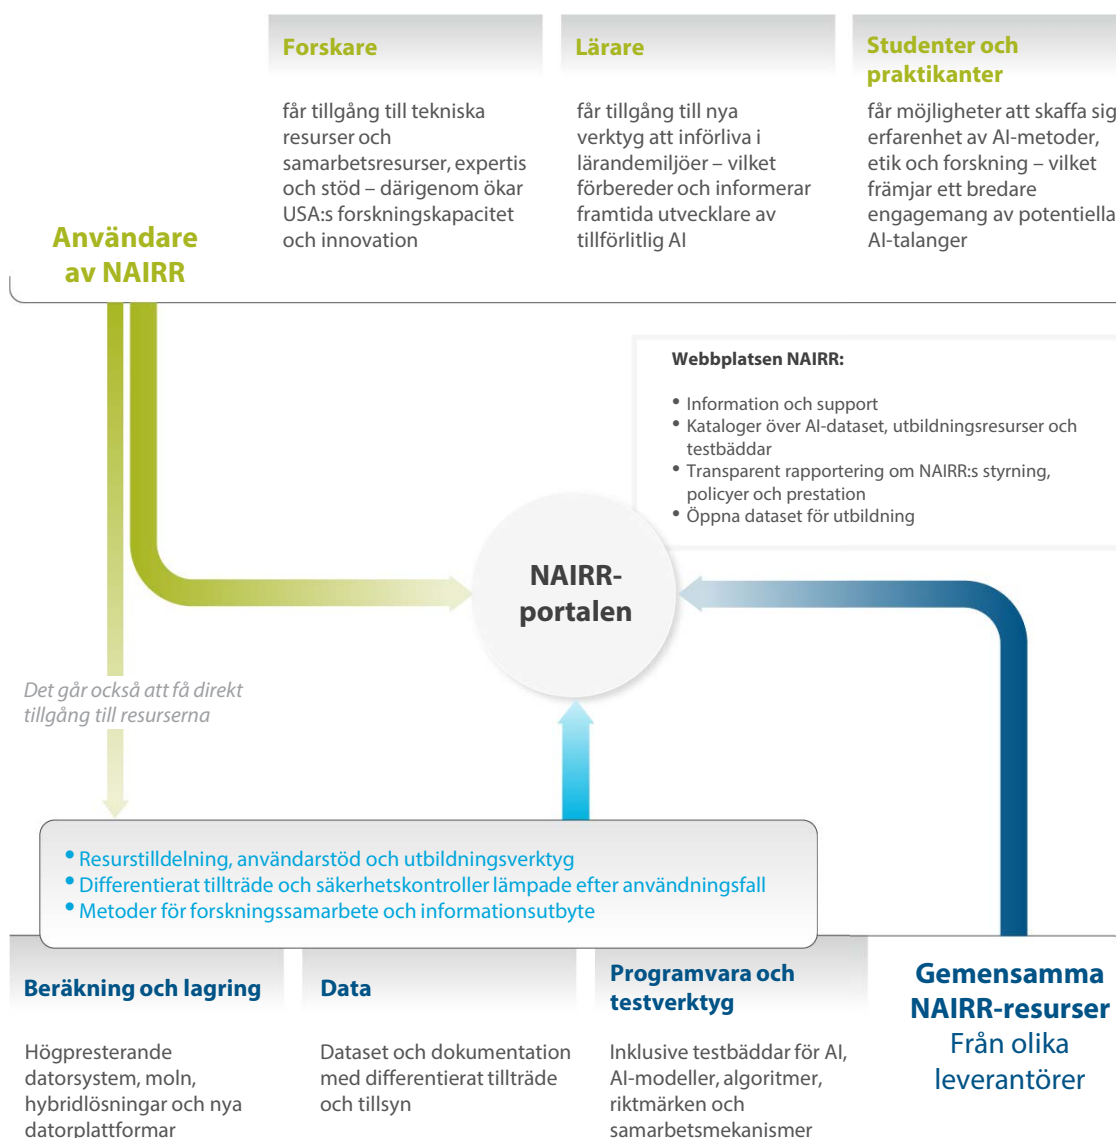 Forskare
får tillgång till tekniska
resurser och
samarbetsresurser, expertis
och stöd – därigenom ökar
USA:s forskningskapacitet
och innovation
Lärare
får tillgång till nya
verktyg att införliva i
lärandemiljöer – vilket
förbereder och informerar
framtida utvecklare av
tillförlitlig AI
Studenter och
praktikanter
får möjligheter att skaffa sig
erfarenhet av AI-metoder,
etik och forskning – vilket
främjar ett bredare
engagemang av potentiella
AI-talanger
Användare
av NAIRR
Webbplatsen NAIRR:
• Information och support
• Kataloger över AI-dataset, utbildningsresurser och
testbäddar
• Transparent rapportering om NAIRR:s styrning,
policyer och prestation
• Öppna dataset för utbildning
NAIRR-
portalen
Det går också att få direkt
tillgång till resurserna
• Resurstilldelning, användarstöd och utbildningsverktyg
• Differentierat tillträde och säkerhetskontroller lämpade efter användningsfall
• Metoder för forskningssamarbete och informationsutbyte
Beräkning och lagring
Högpresterande
datorsystem, moln,
hybridlösningar och nya
datorplattformar
Data
Dataset och dokumentation
med differentierat tillträde
och tillsyn
Programvara och
testverktyg
Inklusive testbäddar för AI,
AI-modeller, algoritmer,
riktmärken och
samarbetsmekanismer
Gemensamma
NAIRR-resurser
Från olika
leverantörer